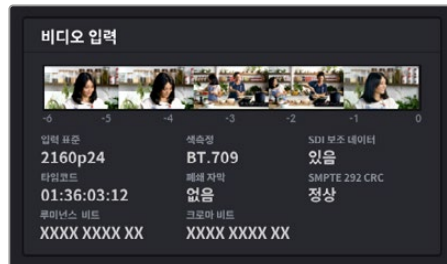 비디오 입력
-6 -5 -4 -3 -2 -1 0
입력 표준 색측정 SDI 보조 데이터
2160p24 BT.709 있음
타임코드 폐쇄 자막 SMPTE 292 CRC
01:36:03:12 없음 정상
루미넌스 비트 크로마 비트
XXXX XXXX XX XXXX XXXX XX